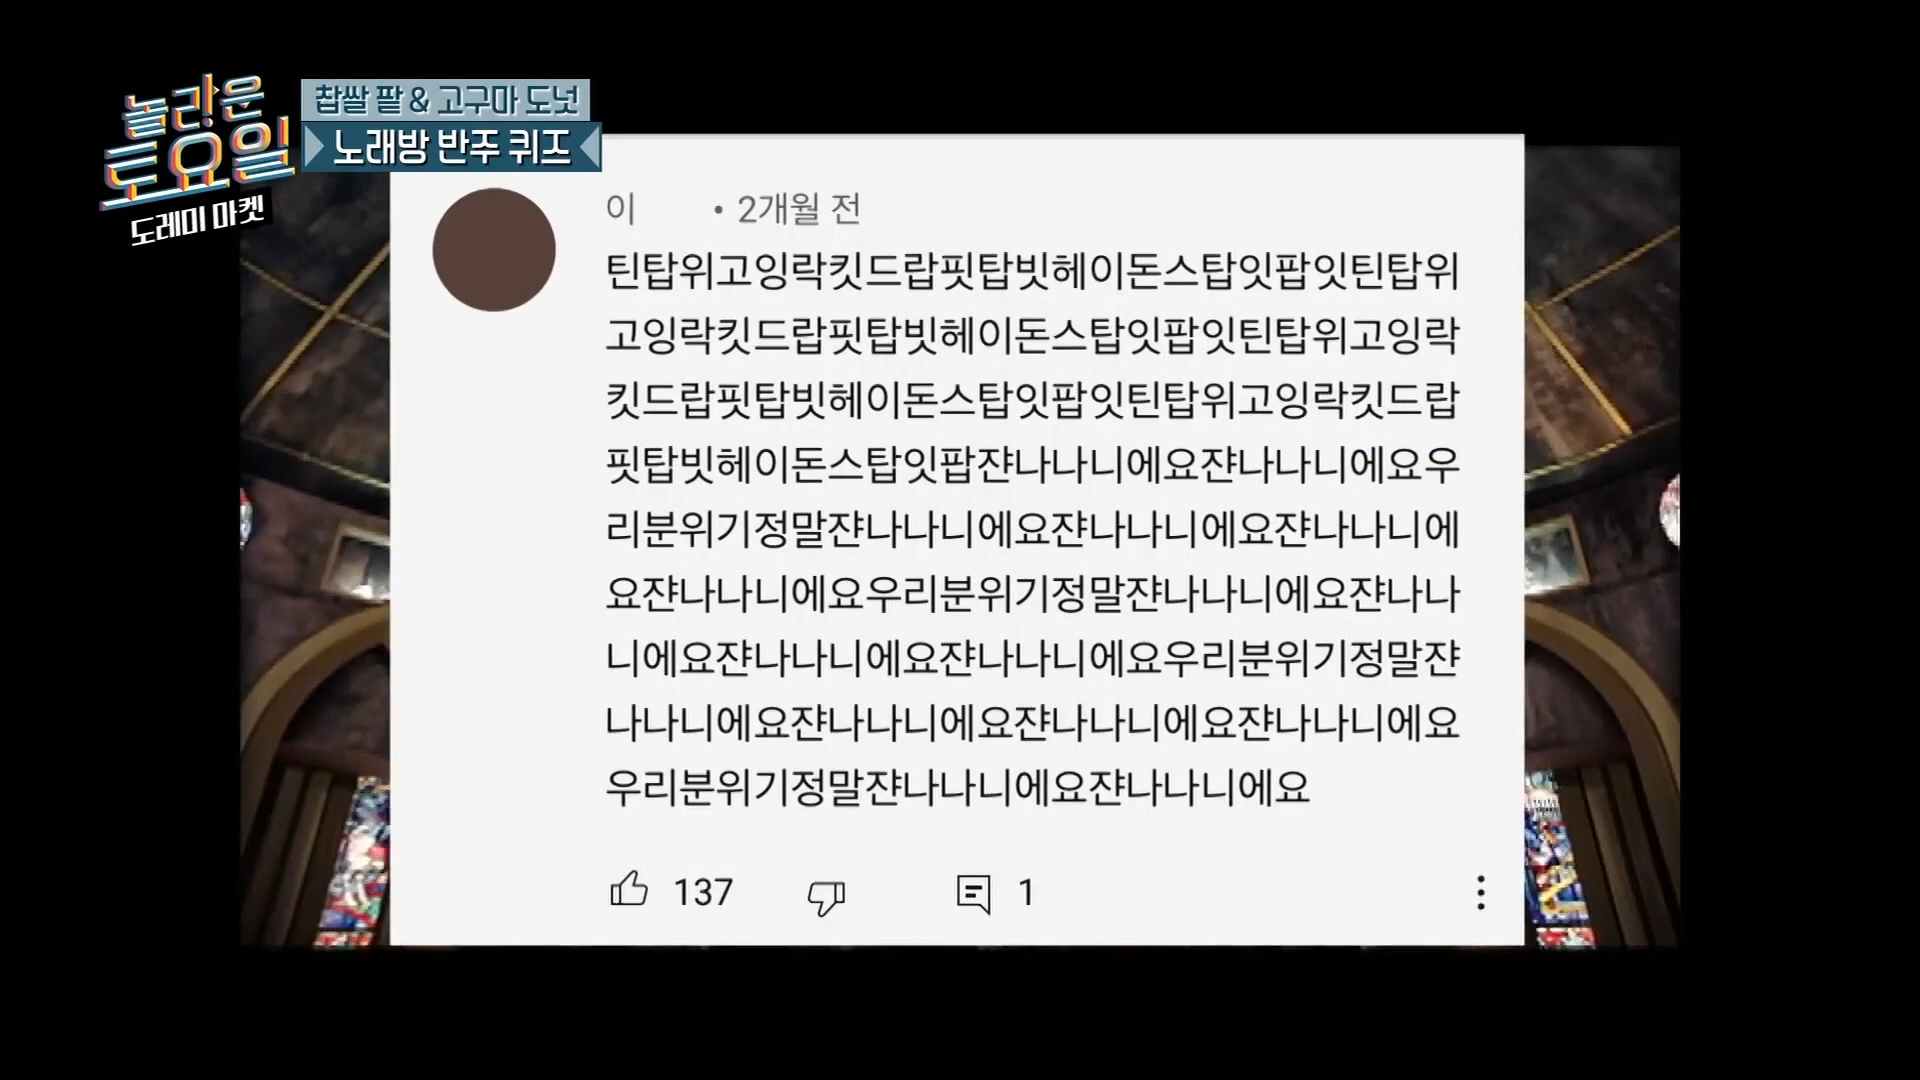 놀라운
토요일
도레미 마켓
찹쌀 팥 & 고구마 도넛
노래방 반주 퀴즈
이 • 2개월 전
틴탑위고잉락킷드랍핏탑빗헤이돈스탑잇팝잇틴탑위
고잉락킷드랍핏탑빗헤이돈스탑잇팝잇틴탑위고잉락
킷드랍핏탑빗헤이돈스탑잇팝잇틴탑위고잉락킷드랍
핏탑빗헤이돈스탑잇팝쟌나나니에요쟌나나니에요우
리분위기정말쟌나나니에요쟌나나니에요쟌나나니에
요쟌나나니에요우리분위기정말쟌나나니에요쟌나나
니에요쟌나나니에요쟌나나니에요우리분위기정말쟌
나나니에요쟌나나니에요쟌나나니에요쟌나나니에요
우리분위기정말쟌나나니에요쟌나나니에요
137 1